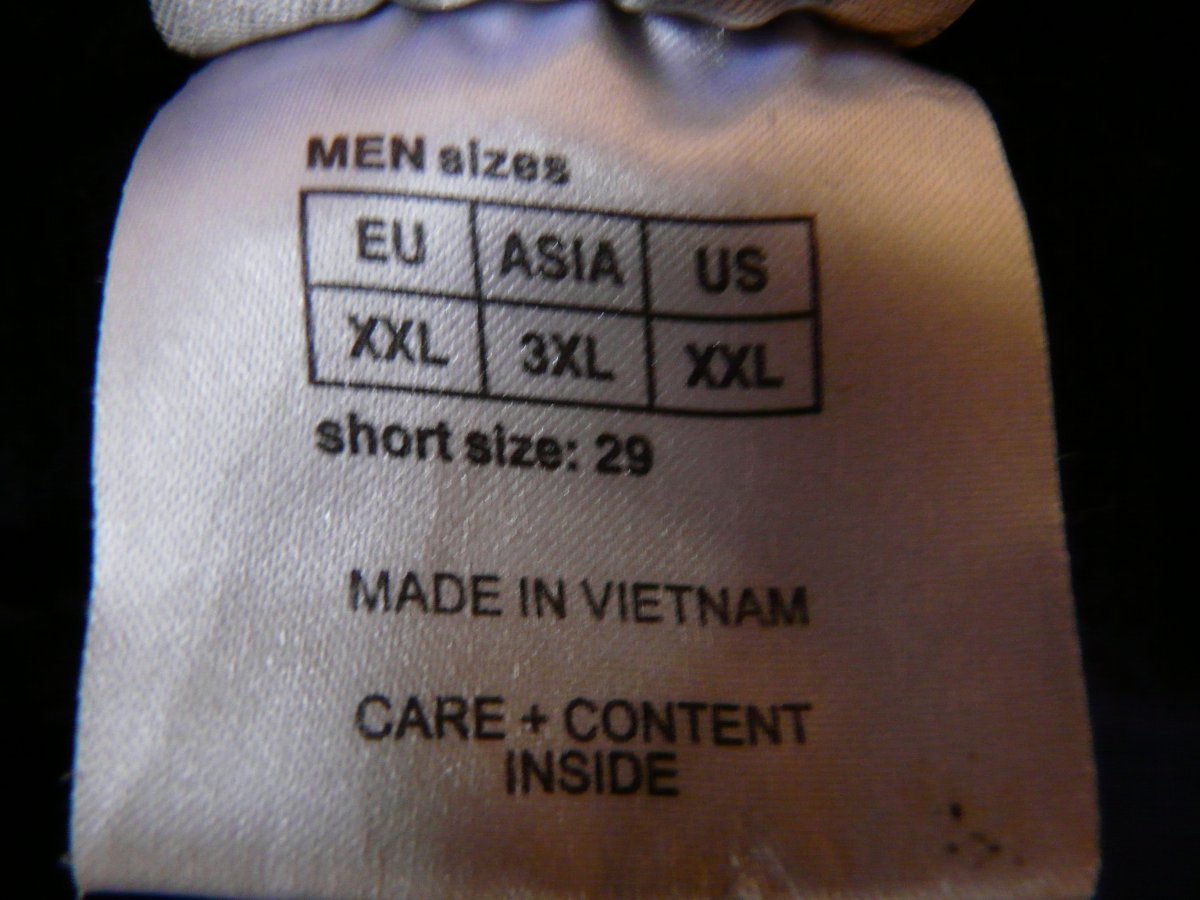 MEN sizes
EU ASIA US
XXL 3XL XXL
short size: 29
MADE IN VIETNAM
CARE + CONTENT
INSIDE